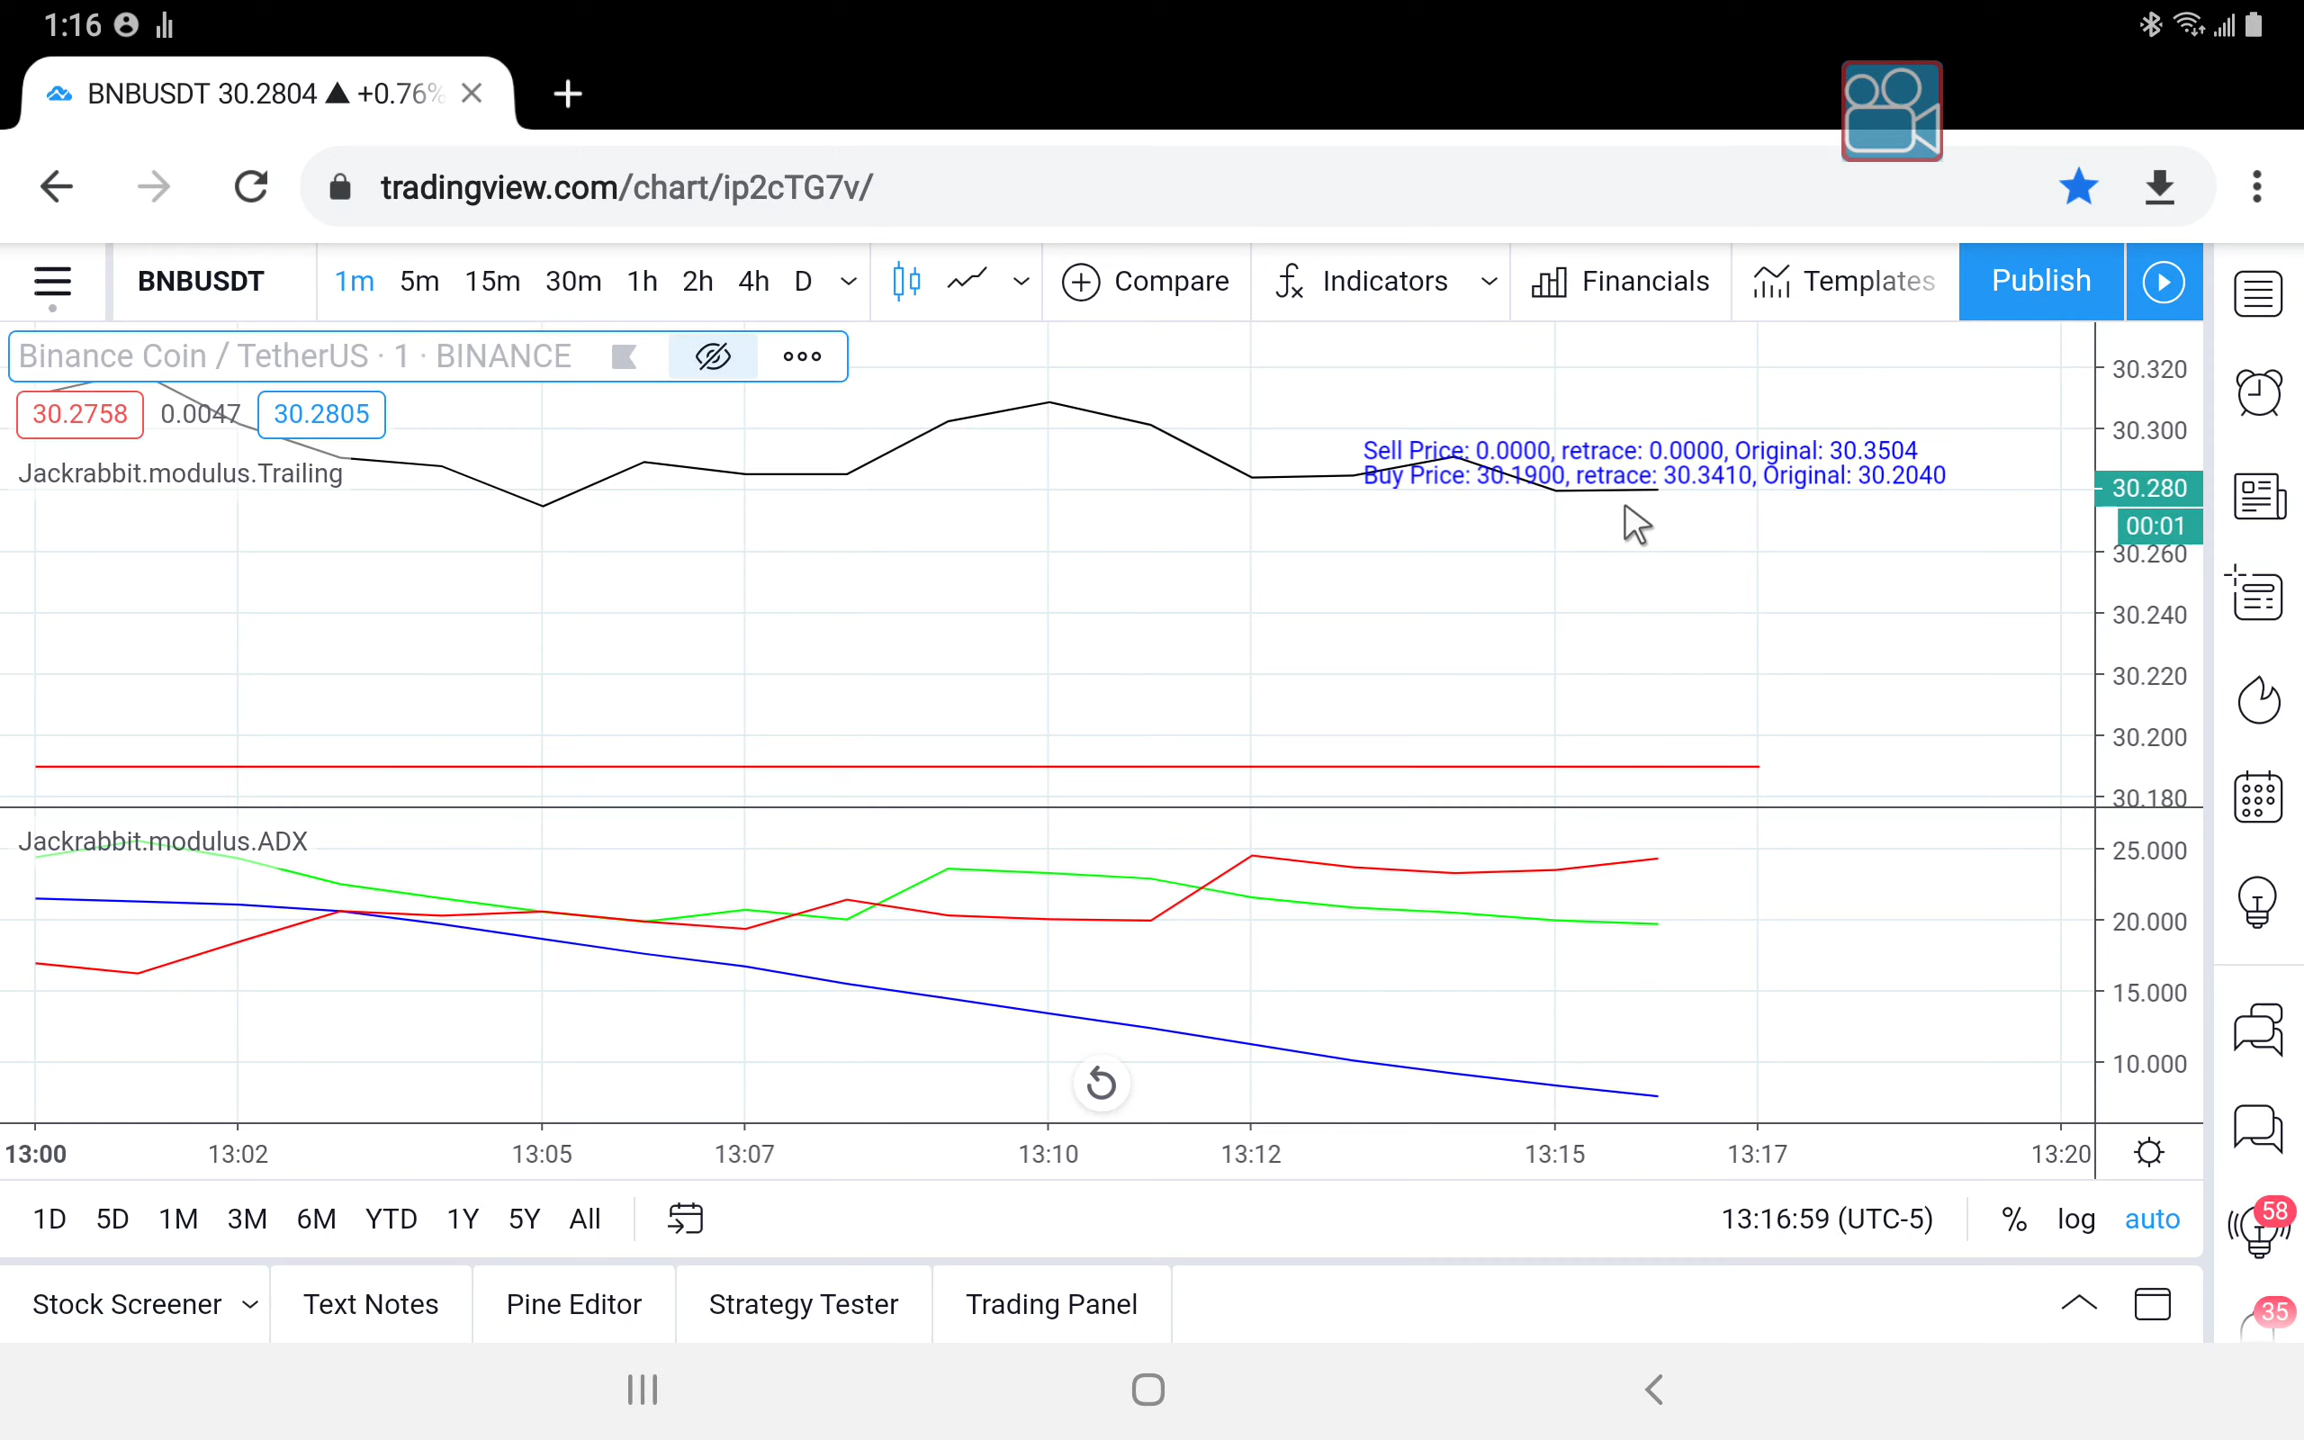 1:16
BNBUSDT 30.2804 ▲ +0.76%
tradingview.com/chart/ip2cTG7v/
BNBUSDT 1m 5m 15m 30m 1h 2h 4h D Compare Indicators Financials Templates Publish
Binance Coin / TetherUS · 1 · BINANCE
30.2758 0.0047 30.2805
Jackrabbit.modulus.Trailing
Sell Price: 0.0000, retrace: 0.0000, Original: 30.3504
Buy Price: 30.1900, retrace: 30.3410, Original: 30.2040
30.320
30.300
30.280
00:01
30.260
30.240
30.220
30.200
30.180
Jackrabbit.modulus.ADX
25.000
20.000
15.000
10.000
13:00 13:02 13:05 13:07 13:10 13:12 13:15 13:17 13:20
1D 5D 1M 3M 6M YTD 1Y 5Y All 13:16:59 (UTC-5) % log auto
58
Stock Screener Text Notes Pine Editor Strategy Tester Trading Panel
35